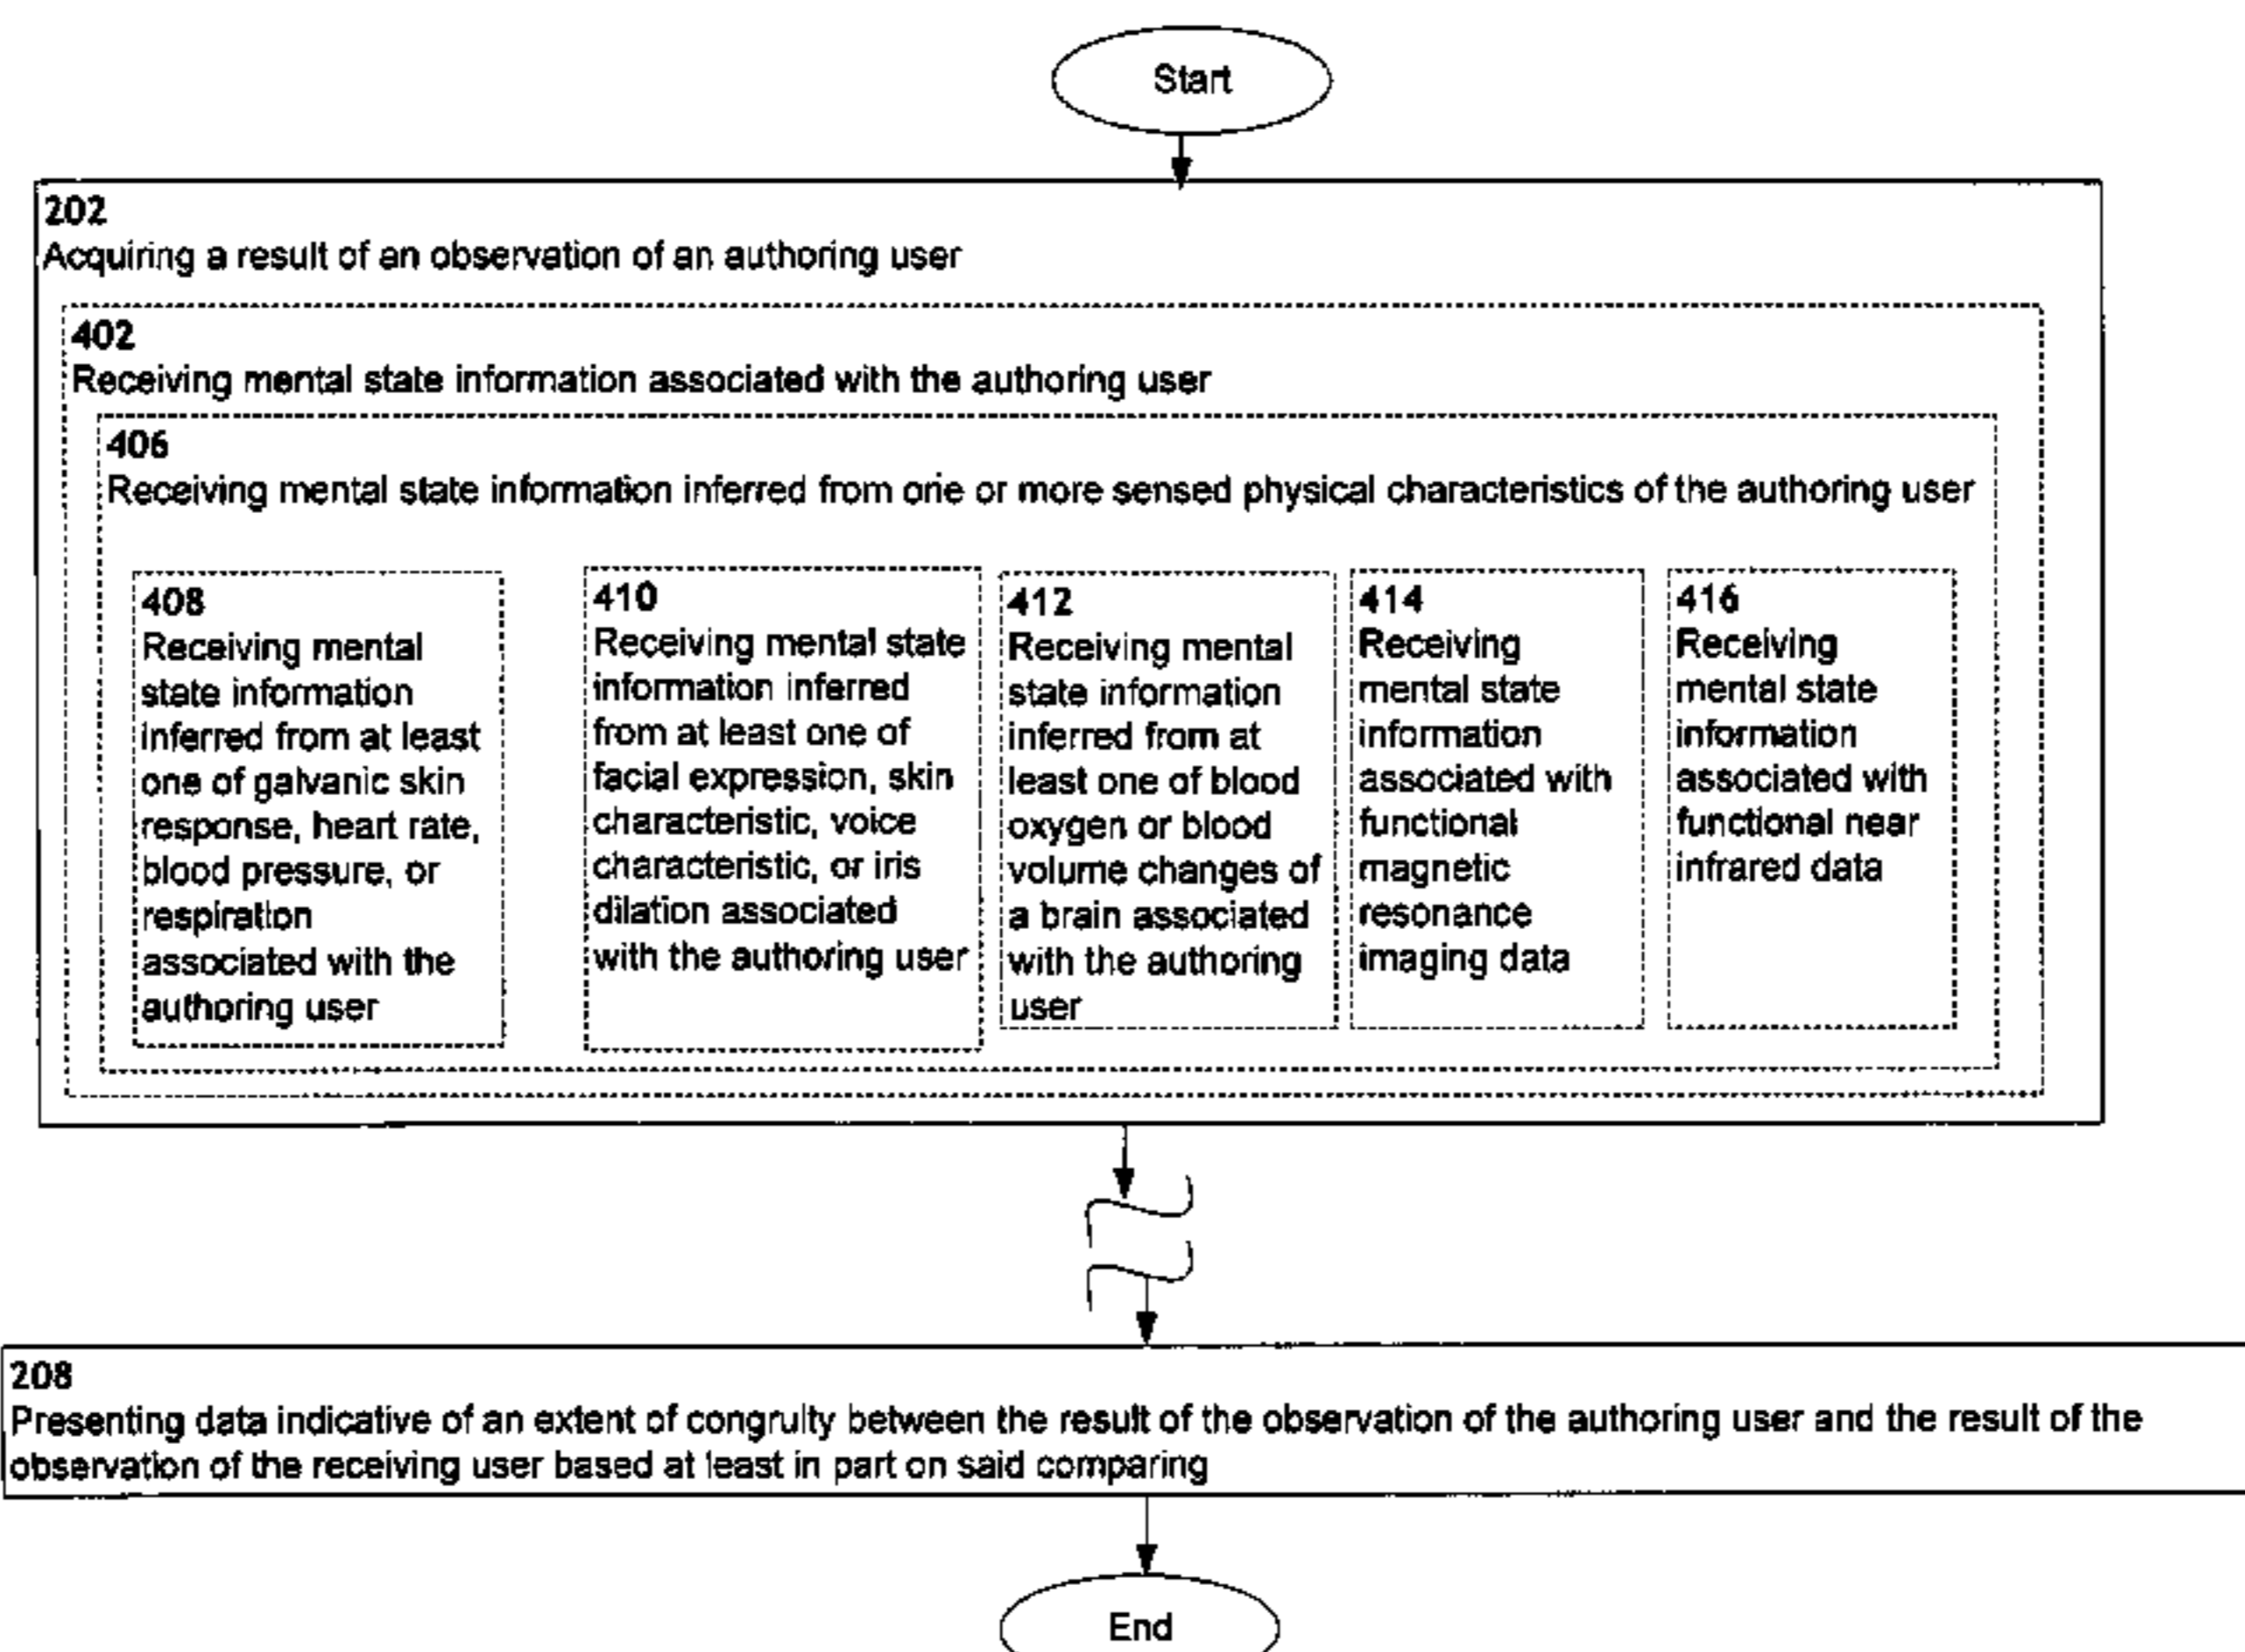 Start
202
Acquiring a result of an observation of an authoring user
402
Receiving mental state information associated with the authoring user
406
Receiving mental state information inferred from one or more sensed physical characteristics of the authoring user
408
Receiving mental
state information
inferred from at least
one of galvanic skin
response, heart rate,
blood pressure, or
respiration
associated with the
authoring user
410
Receiving mental state
information inferred
from at least one of
facial expression, skin
characteristic, voice
characteristic, or iris
dilation associated
with the authoring user
412
Receiving mental
state information
inferred from at
least one of blood
oxygen or blood
volume changes of
a brain associated
with the authoring
user
414
Receiving
mental state
information
associated with
functional
magnetic
resonance
imaging data
416
Receiving
mental state
information
associated with
functional near
infrared data
208
Presenting data indicative of an extent of congruity between the result of the observation of the authoring user and the result of the
observation of the receiving user based at least in part on said comparing
End